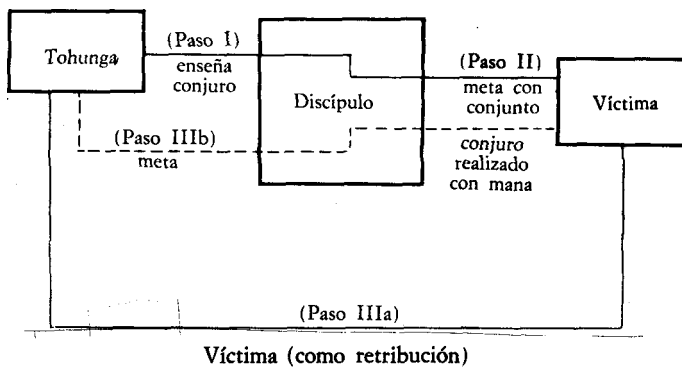 Tohunga
(Paso I)
enseña
conjuro
(Paso IIIb)
meta
Discípulo
(Paso II)
meta con
conjunto
conjuro
realizado
con mana
Víctima
(Paso IIIa)
Víctima (como retribución)